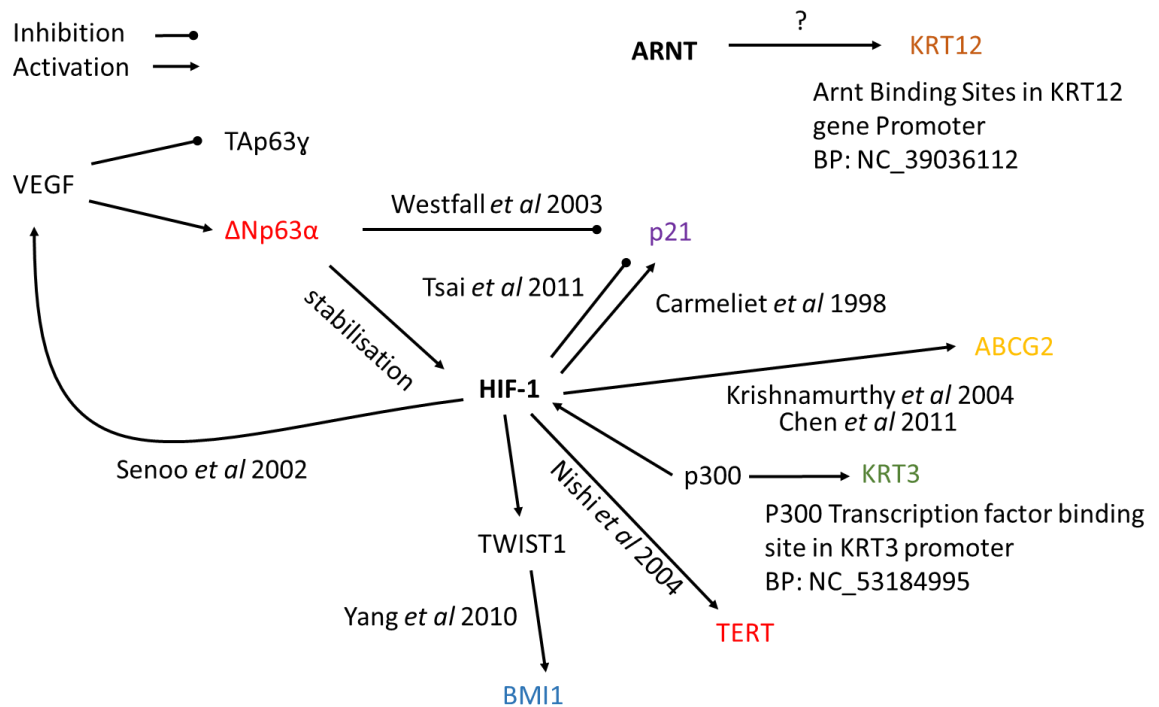 Inhibition
Activation
?
ARNT
KRT12
Arnt Binding Sites in KRT12
gene Promoter
BP: NC_39036112
TAp63ɣ
VEGF
Westfall et al 2003
ΔNp63α
p21
Tsai et al 2011
Carmeliet et al 1998
stabilisation
ABCG2
HIF-1
Krishnamurthy et al 2004
Chen et al 2011
Senoo et al 2002
Nishi et al 2004
p300
KRT3
P300 Transcription factor binding
site in KRT3 promoter
BP: NC_53184995
TWIST1
Yang et al 2010
TERT
BMI1